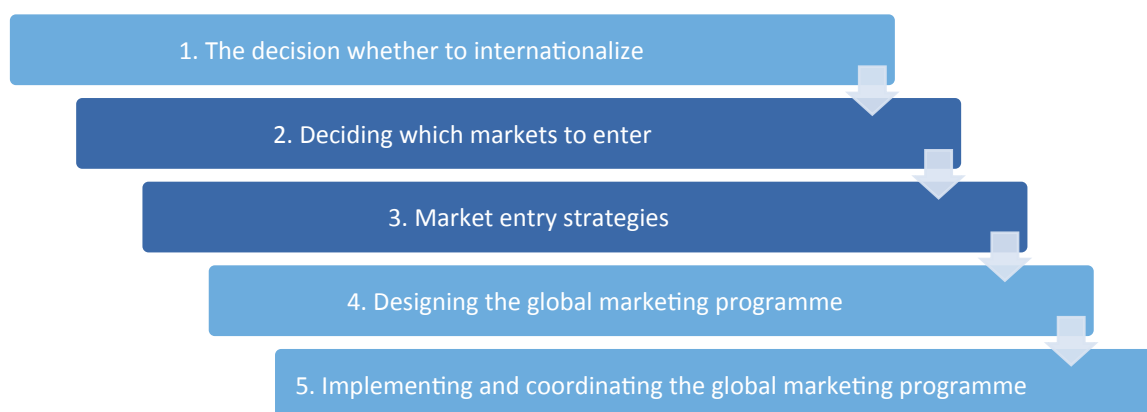 1. The decision whether to internationalize
2. Deciding which markets to enter
3. Market entry strategies
4. Designing the global marketing programme
5. Implementing and coordinating the global marketing programme